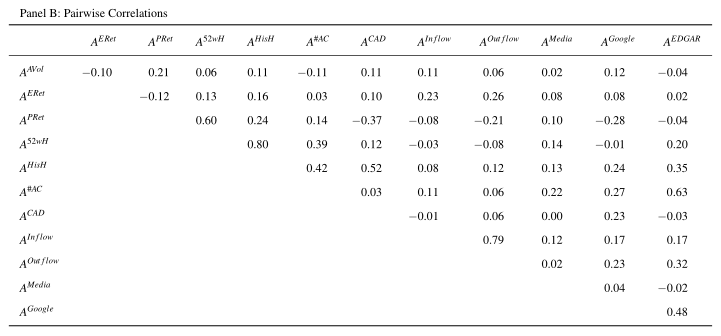 Panel B: Pairwise Correlations
A^ERet A^PRet A^52wH A^HisH A^#AC A^CAD A^Inflow A^Outflow A^Media A^Google A^EDGAR
A^AVol −0.10 0.21 0.06 0.11 −0.11 0.11 0.11 0.06 0.02 0.12 −0.04
A^ERet −0.12 0.13 0.16 0.03 0.10 0.23 0.26 0.08 0.08 0.02
A^PRet 0.60 0.24 0.14 −0.37 −0.08 −0.21 0.10 −0.28 −0.04
A^52wH 0.80 0.39 0.12 −0.03 −0.08 0.14 −0.01 0.20
A^HisH 0.42 0.52 0.08 0.12 0.13 0.24 0.35
A^#AC 0.03 0.11 0.06 0.22 0.27 0.63
A^CAD −0.01 0.06 0.00 0.23 −0.03
A^Inflow 0.79 0.12 0.17 0.17
A^Outflow 0.02 0.23 0.32
A^Media 0.04 −0.02
A^Google 0.48